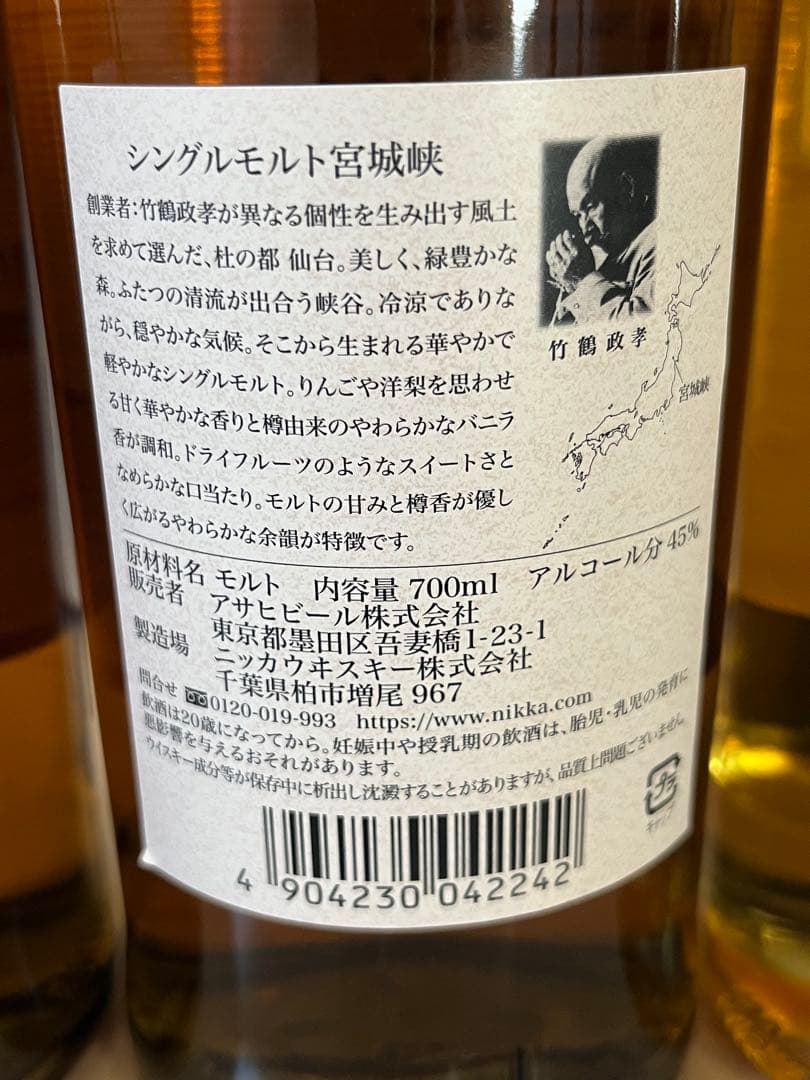 シングルモルト宮城峡
創業者:竹鶴政孝が異なる個性を生み出す風土
を求めて選んだ、杜の都 仙台。美しく、緑豊かな
森。ふたつの清流が出合う峡谷。冷涼でありな
がら、穏やかな気候。そこから生まれる華やかで
軽やかなシングルモルト。りんごや洋梨を思わせ
る甘く華やかな香りと樽由来のやわらかなバニラ
香が調和。ドライフルーツのようなスイートさと
なめらかな口当たり。モルトの甘みと樽香が優し
く広がるやわらかな余韻が特徴です。
竹鶴政孝
宮城峡
原材料名 モルト 内容量 700ml アルコール分 45%
販売者 アサヒビール株式会社
東京都墨田区吾妻橋1-23-1
製造場 ニッカウヰスキー株式会社
千葉県柏市増尾 967
問合せ 0120-019-993 https://www.nikka.com
飲酒は20歳になってから。妊娠中や授乳期の飲酒は、胎児・乳児の発育に
悪影響を与えるおそれがあります。
ウイスキー成分等が保存中に析出し沈澱することがありますが、品質上問題ございません。
プラ
キャップ
4 904230 042242